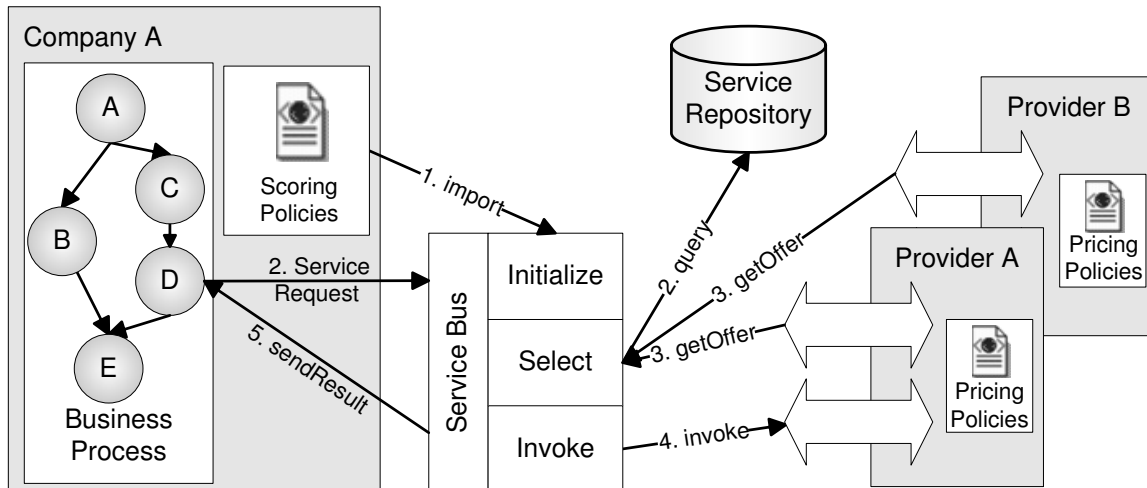 Company A
A
C
B
D
E
Business
Process
Scoring
Policies
1. import
2. Service
Request
5. sendResult
Service Bus
Initialize
Select
Invoke
Service
Repository
2. query
3. getOffer
3. getOffer
4. invoke
Provider B
Pricing
Policies
Provider A
Pricing
Policies